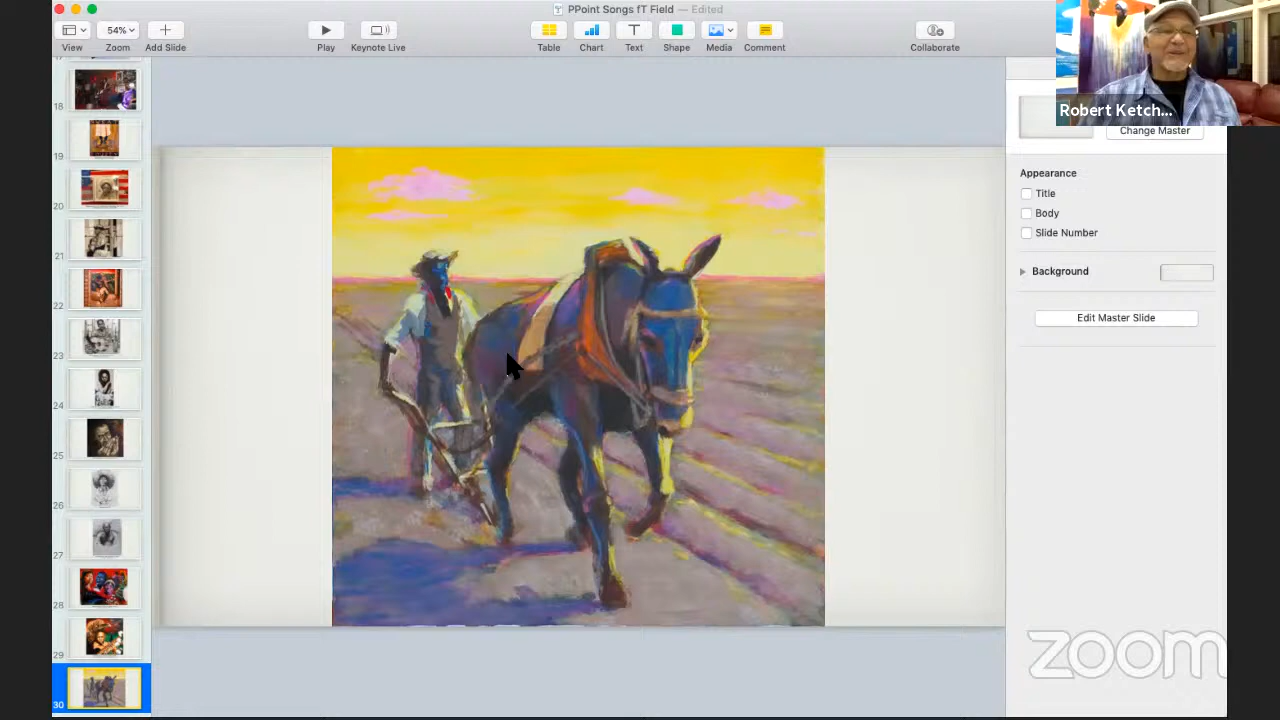 PPoint Songs fT Field — Edited
54%
View
Zoom
Add Slide
Play
Keynote Live
Table
Chart
Text
Shape
Media
Comment
Collaborate
Robert Ketch...
Change Master
Appearance
Title
Body
Slide Number
Background
Edit Master Slide
18
19
20
21
22
23
24
25
26
27
28
29
30
zoom